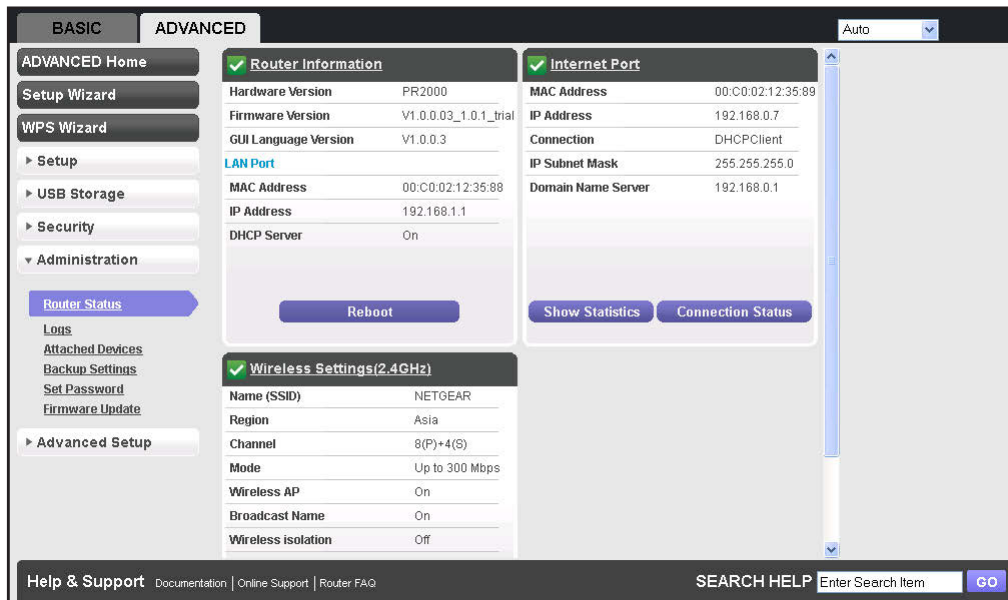 BASIC ADVANCED Auto
ADVANCED Home
Setup Wizard
WPS Wizard
Setup
USB Storage
Security
Administration
Router Status
Logs
Attached Devices
Backup Settings
Set Password
Firmware Update
Advanced Setup
Router Information
Hardware Version PR2000
Firmware Version V1.0.0.03_1.0.1_trial
GUI Language Version V1.0.0.3
LAN Port
MAC Address 00:C0:02:12:35:88
IP Address 192.168.1.1
DHCP Server On
Reboot
Internet Port
MAC Address 00:C0:02:12:35:89
IP Address 192.168.0.7
Connection DHCPClient
IP Subnet Mask 255.255.255.0
Domain Name Server 192.168.0.1
Show Statistics Connection Status
Wireless Settings(2.4GHz)
Name (SSID) NETGEAR
Region Asia
Channel 8(P)+4(S)
Mode Up to 300 Mbps
Wireless AP On
Broadcast Name On
Wireless isolation Off
Help & Support Documentation | Online Support | Router FAQ SEARCH HELP Enter Search Item GO